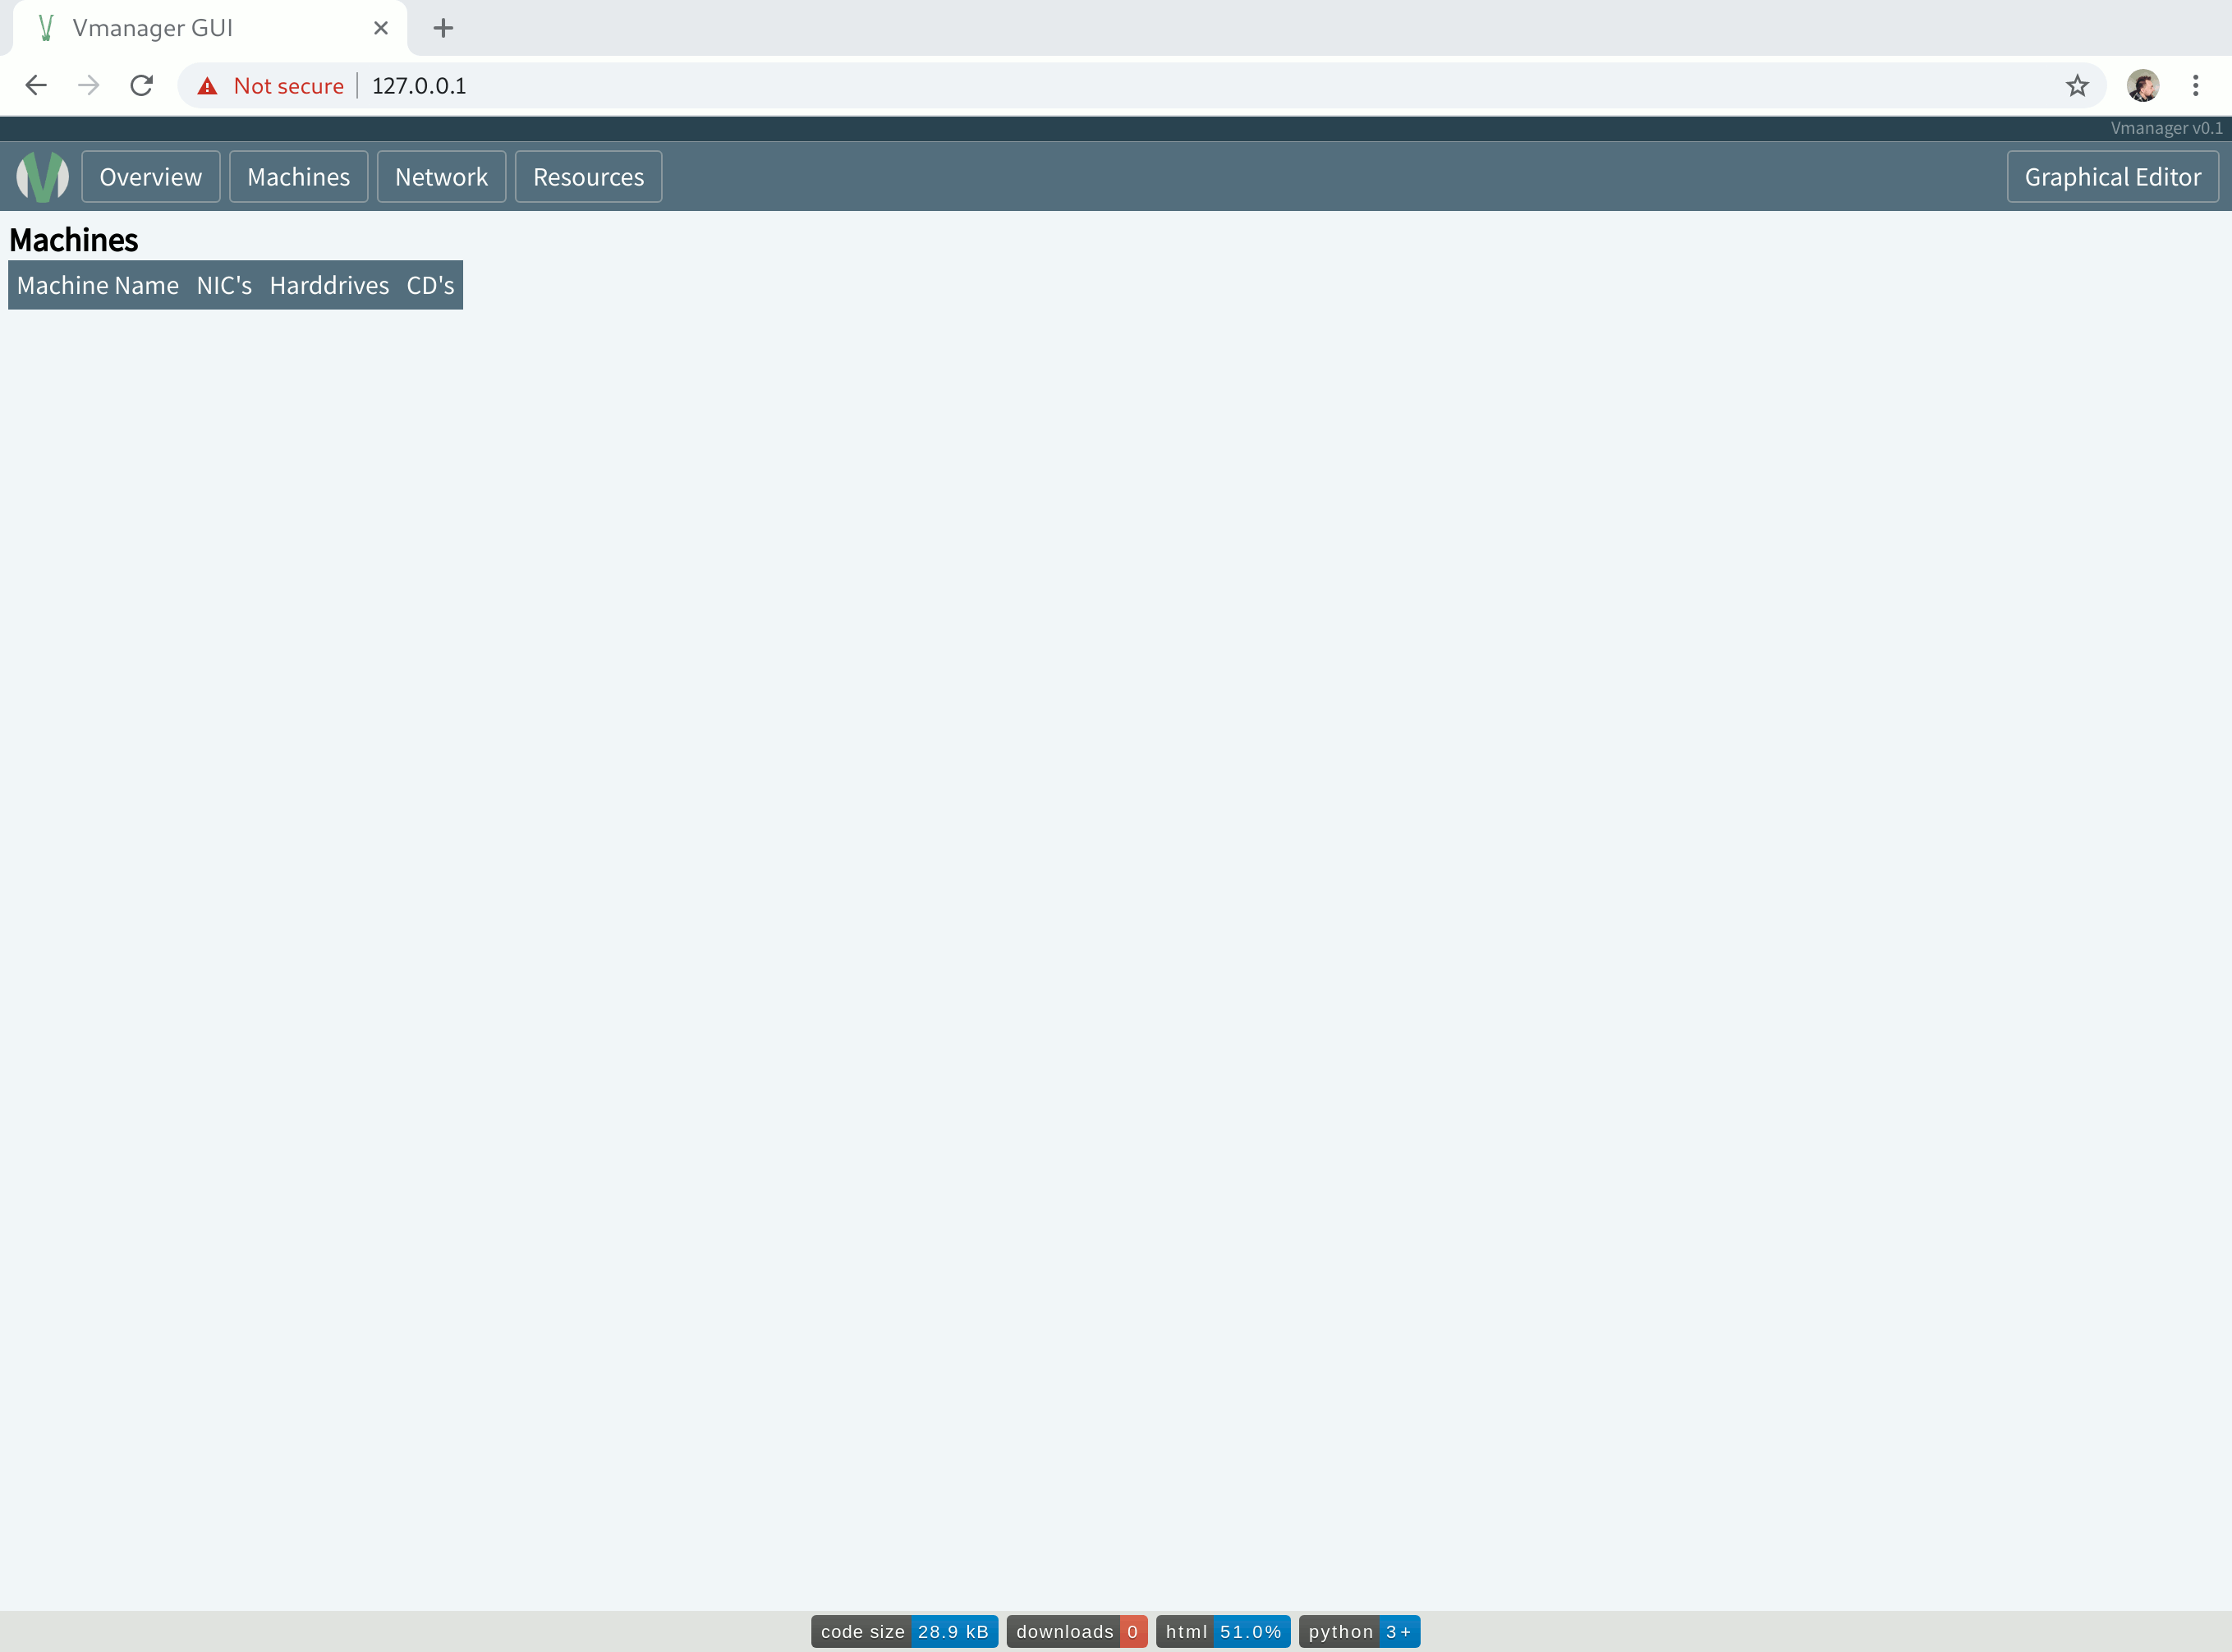 Vmanager GUI
Not secure 127.0.0.1
Vmanager v0.1
Overview Machines Network Resources Graphical Editor
Machines
Machine Name NIC's Harddrives CD's
code size 28.9 kB downloads 0 html 51.0% python 3+